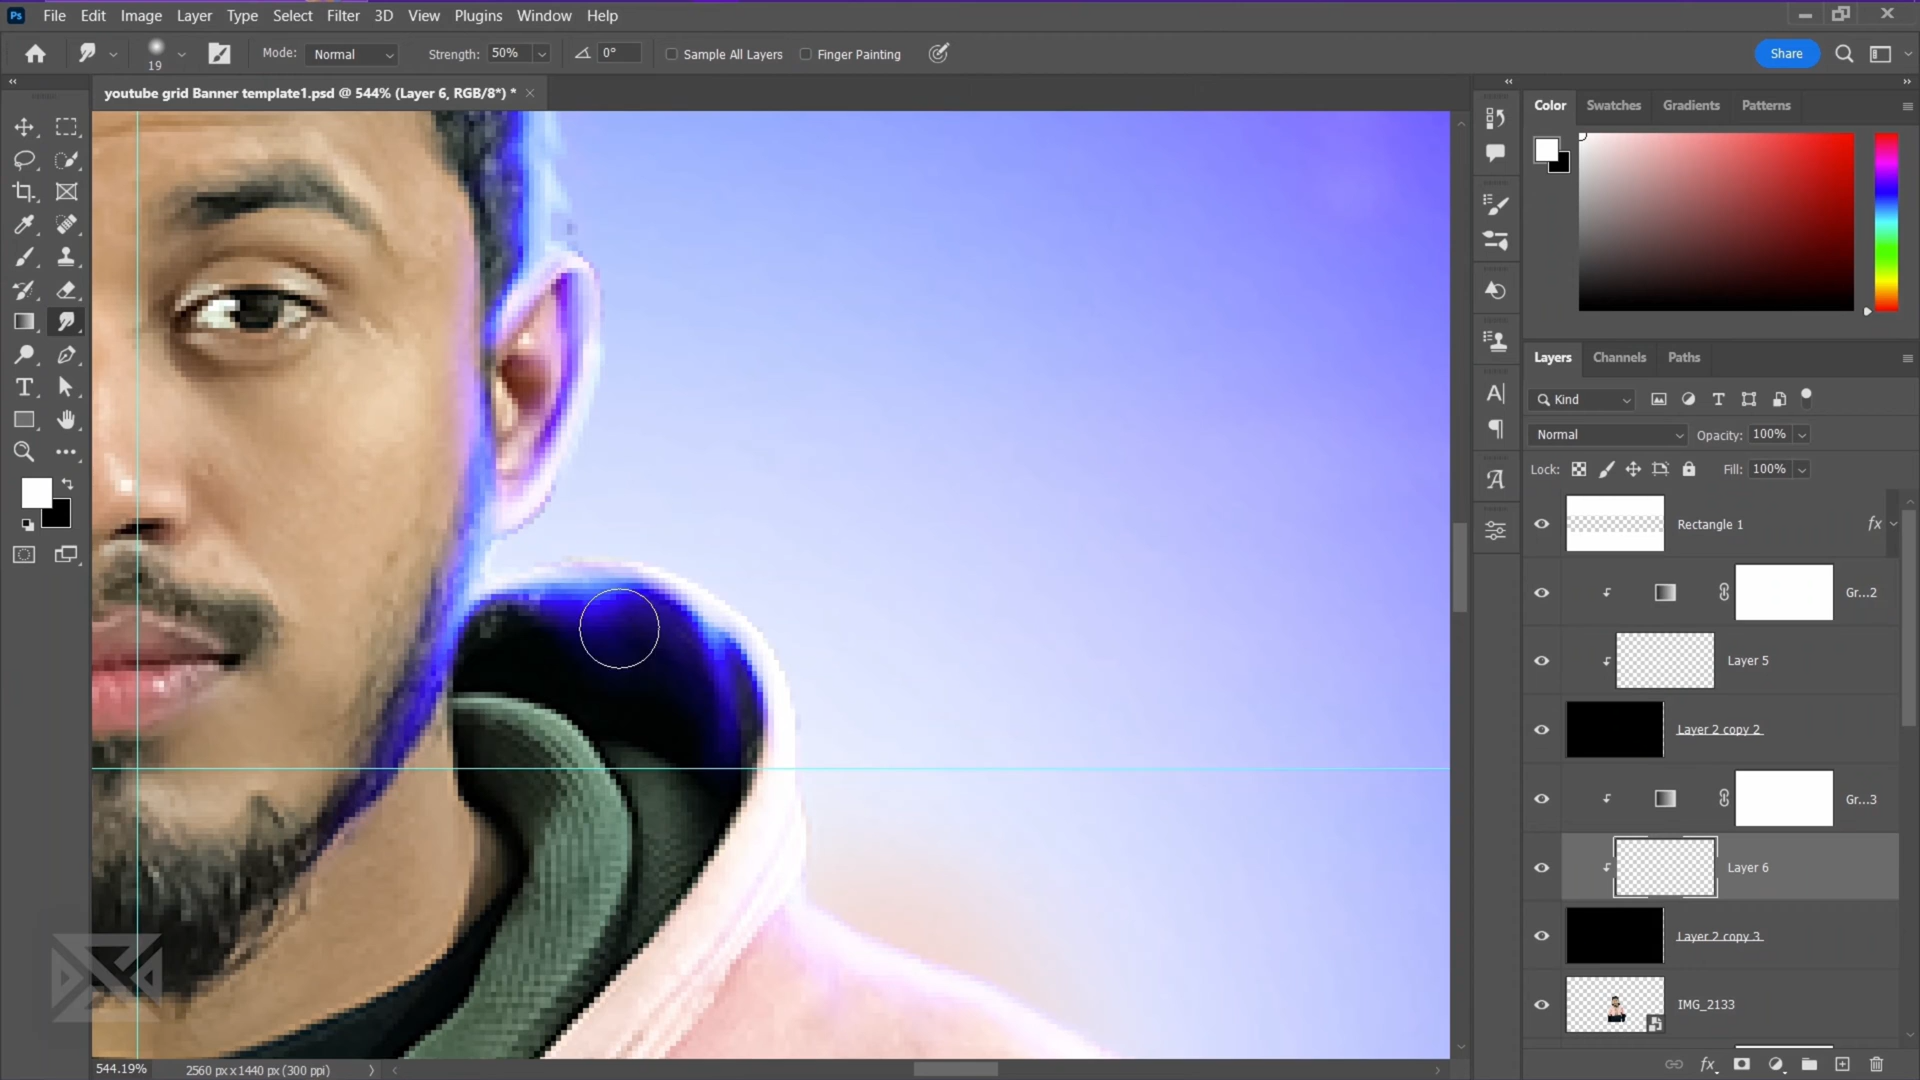 Ps File Edit Image Layer Type Select Filter 3D View Plugins Window Help
19 Mode: Normal Strength: 50% 0° Sample All Layers Finger Painting Share
youtube grid Banner template1.psd @ 544% (Layer 6, RGB/8*) *
Color Swatches Gradients Patterns
Layers Channels Paths
Kind
Normal Opacity: 100%
Lock: Fill: 100%
Rectangle 1 fx
Gr...2
Layer 5
Layer 2 copy 2
Gr...3
Layer 6
Layer 2 copy 3
IMG_2133
544.19% 2560 px x 1440 px (300 ppi)
fx